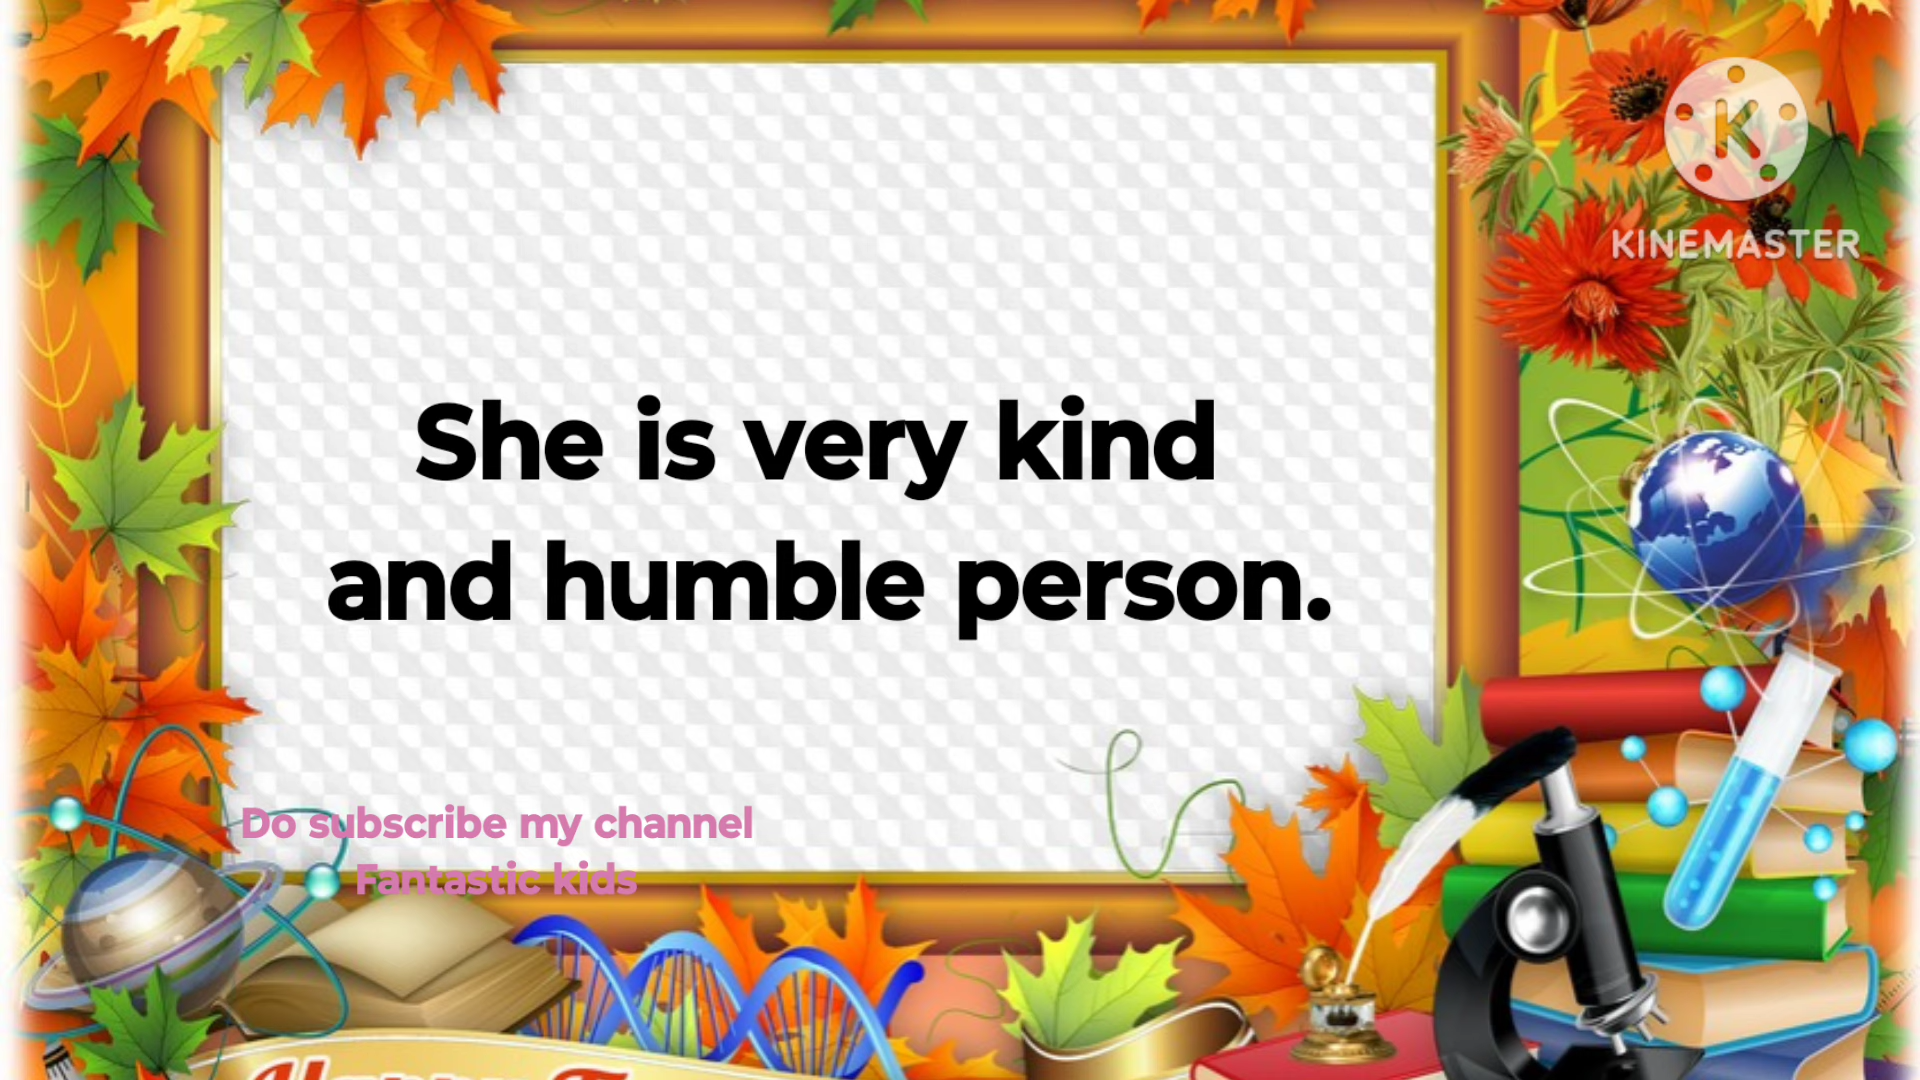 K
KINEMASTER
She is very kind
and humble person.
Do subscribe my channel
Fantastic kids